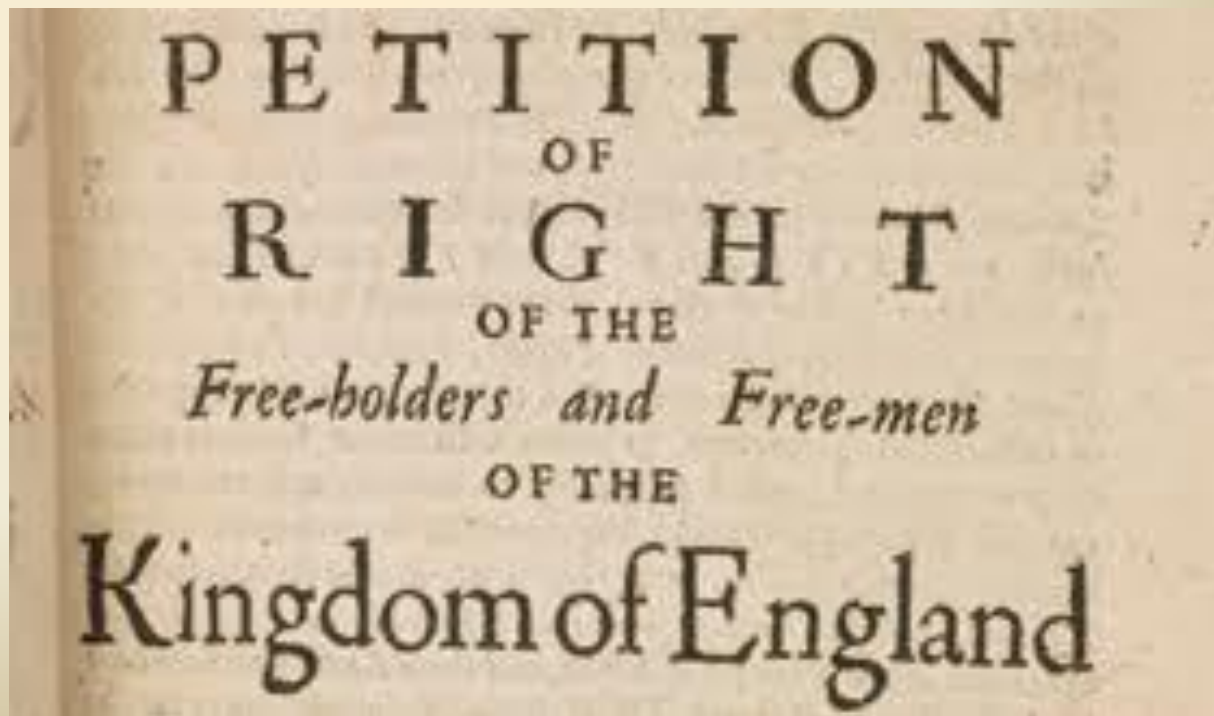 PETITION
OF
RIGHT
OF THE
Free-holders and Free-men
OF THE
Kingdom of England